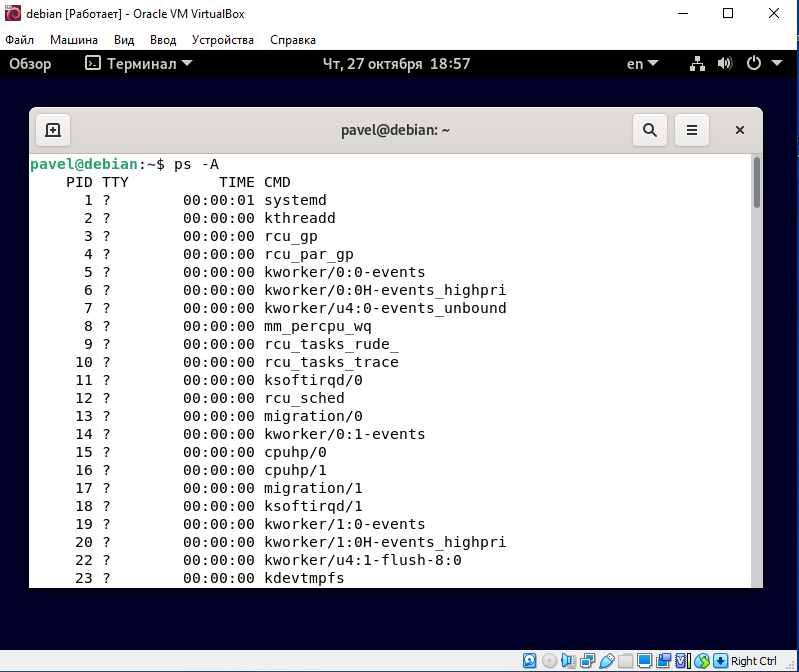 debian [Работает] - Oracle VM VirtualBox
Файл Машина Вид Ввод Устройства Справка
Обзор Терминал Чт, 27 октября 18:57 en
pavel@debian: ~
pavel@debian:~$ ps -A
PID TTY TIME CMD
1 ? 00:00:01 systemd
2 ? 00:00:00 kthreadd
3 ? 00:00:00 rcu_gp
4 ? 00:00:00 rcu_par_gp
5 ? 00:00:00 kworker/0:0-events
6 ? 00:00:00 kworker/0:0H-events_highpri
7 ? 00:00:00 kworker/u4:0-events_unbound
8 ? 00:00:00 mm_percpu_wq
9 ? 00:00:00 rcu_tasks_rude_
10 ? 00:00:00 rcu_tasks_trace
11 ? 00:00:00 ksoftirqd/0
12 ? 00:00:00 rcu_sched
13 ? 00:00:00 migration/0
14 ? 00:00:00 kworker/0:1-events
15 ? 00:00:00 cpuhp/0
16 ? 00:00:00 cpuhp/1
17 ? 00:00:00 migration/1
18 ? 00:00:00 ksoftirqd/1
19 ? 00:00:00 kworker/1:0-events
20 ? 00:00:00 kworker/1:0H-events_highpri
22 ? 00:00:00 kworker/u4:1-flush-8:0
23 ? 00:00:00 kdevtmpfs
Right Ctrl